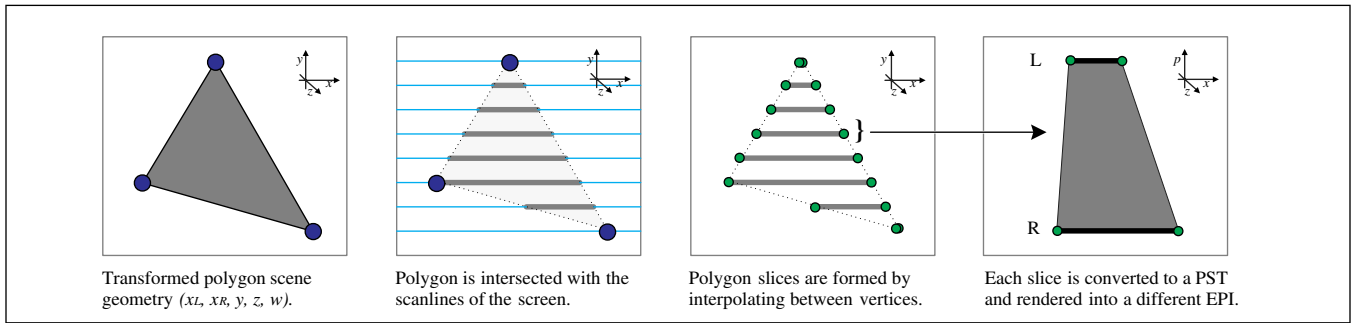 y
x
z
y
x
z
y
x
z
}
L
R
p
x
z
Transformed polygon scene
geometry (xL, xR, y, z, w).
Polygon is intersected with the
scanlines of the screen.
Polygon slices are formed by
interpolating between vertices.
Each slice is converted to a PST
and rendered into a different EPI.